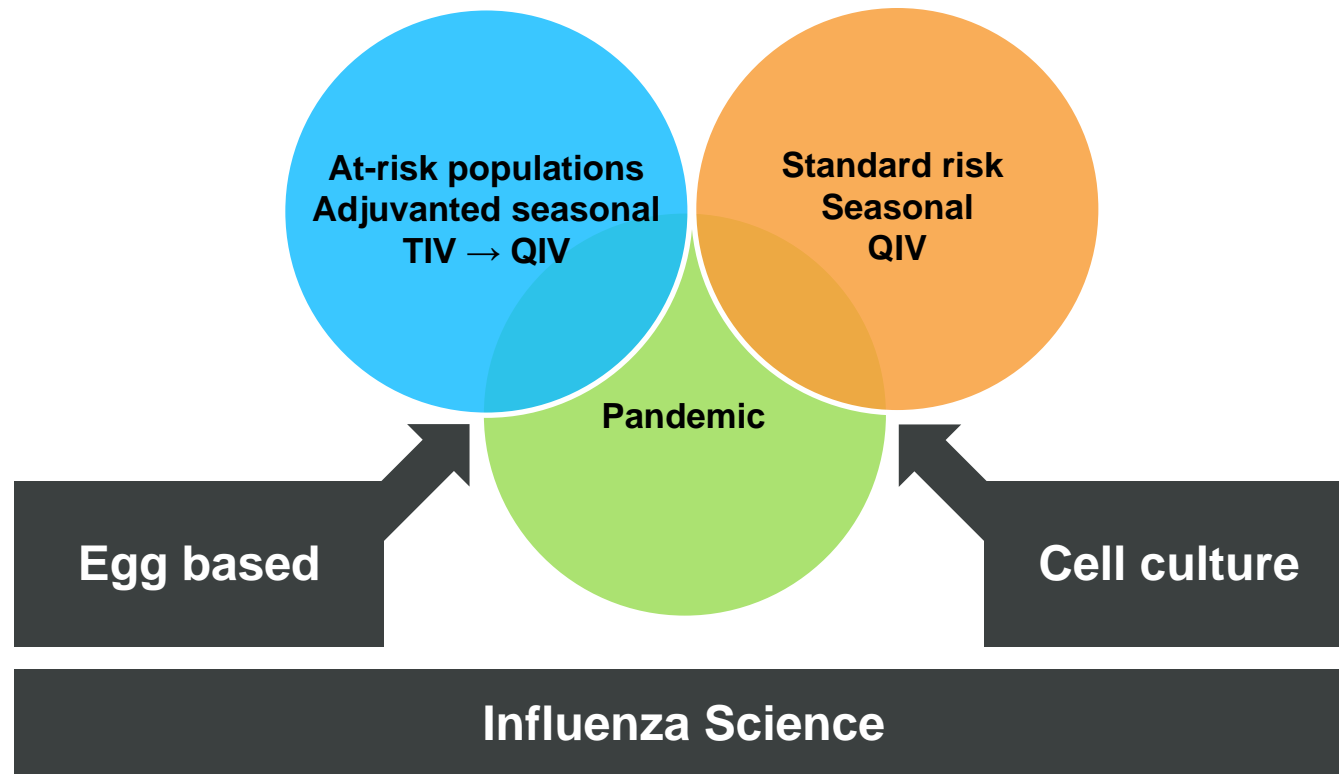 At-risk populations
Adjuvanted seasonal
TIV → QIV
Standard risk
Seasonal
QIV
Pandemic
Egg based
Cell culture
Influenza Science